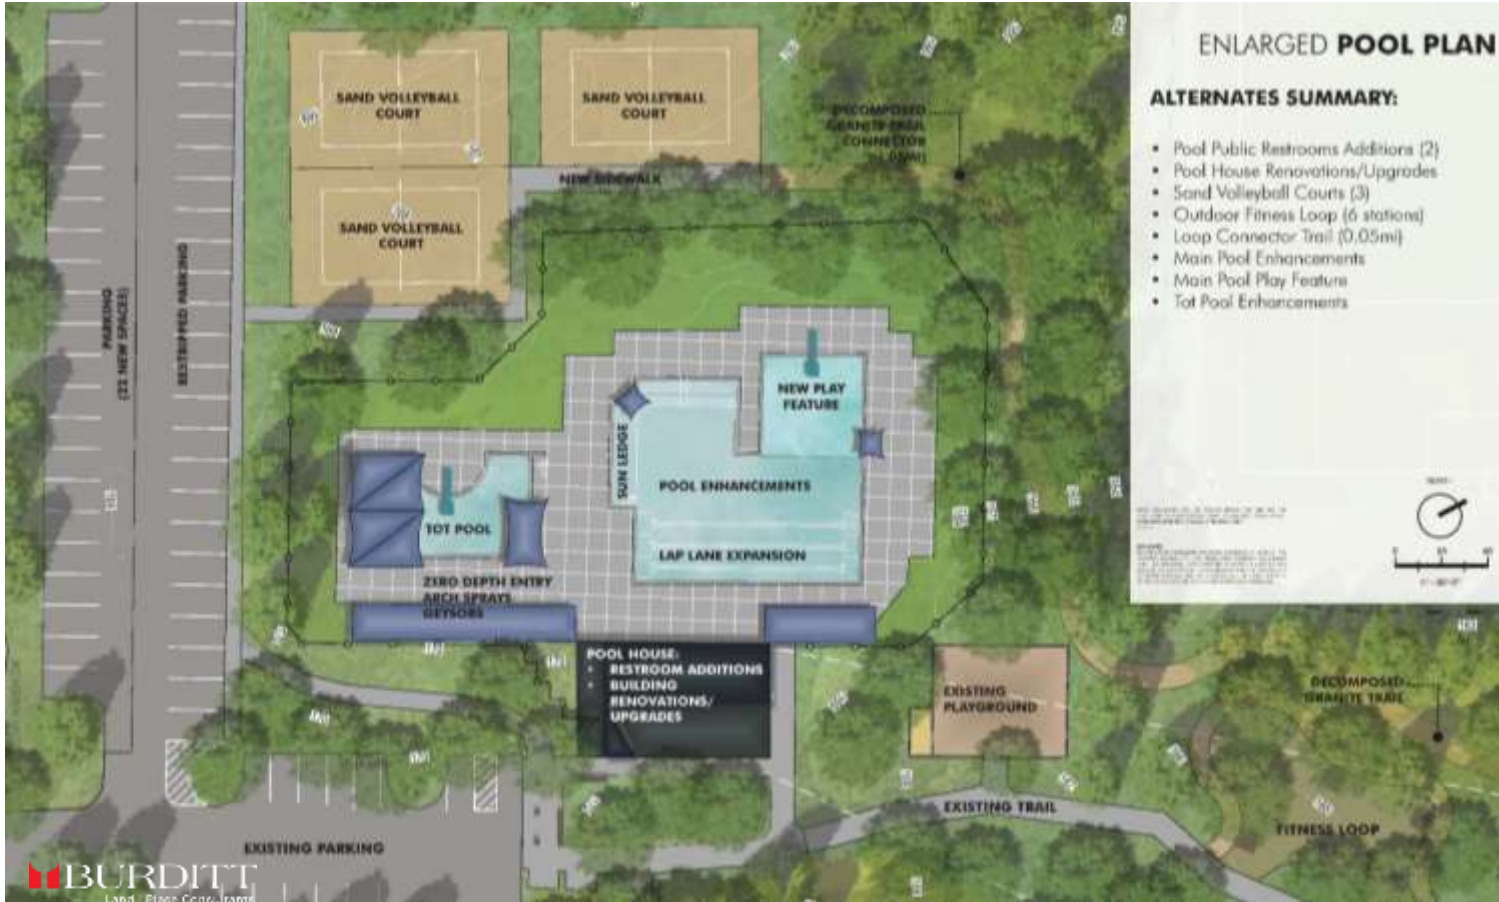 ENLARGED POOL PLAN
ALTERNATES SUMMARY:
• Pool Public Restrooms Additions (2)
• Pool House Renovations/Upgrades
• Sand Volleyball Courts (3)
• Outdoor Fitness Loop (6 stations)
• Loop Connector Trail (0.05mi)
• Main Pool Enhancements
• Main Pool Play Feature
• Tot Pool Enhancements
SAND VOLLEYBALL
COURT
SAND VOLLEYBALL
COURT
SAND VOLLEYBALL
COURT
DECOMPOSED
GRANITE TRAIL
CONNECTOR
NEW SIDEWALK
PARKING
(22 NEW SPACES)
RESTRIPPED PARKING
NEW PLAY
FEATURE
SUN LEDGE
POOL ENHANCEMENTS
LAP LANE EXPANSION
TOT POOL
ZERO DEPTH ENTRY
ARCH SPRAYS
GEYSORS
POOL HOUSE:
• RESTROOM ADDITIONS
• BUILDING
RENOVATIONS/
UPGRADES
EXISTING
PLAYGROUND
DECOMPOSED
GRANITE TRAIL
EXISTING TRAIL
FITNESS LOOP
EXISTING PARKING
BURDITT